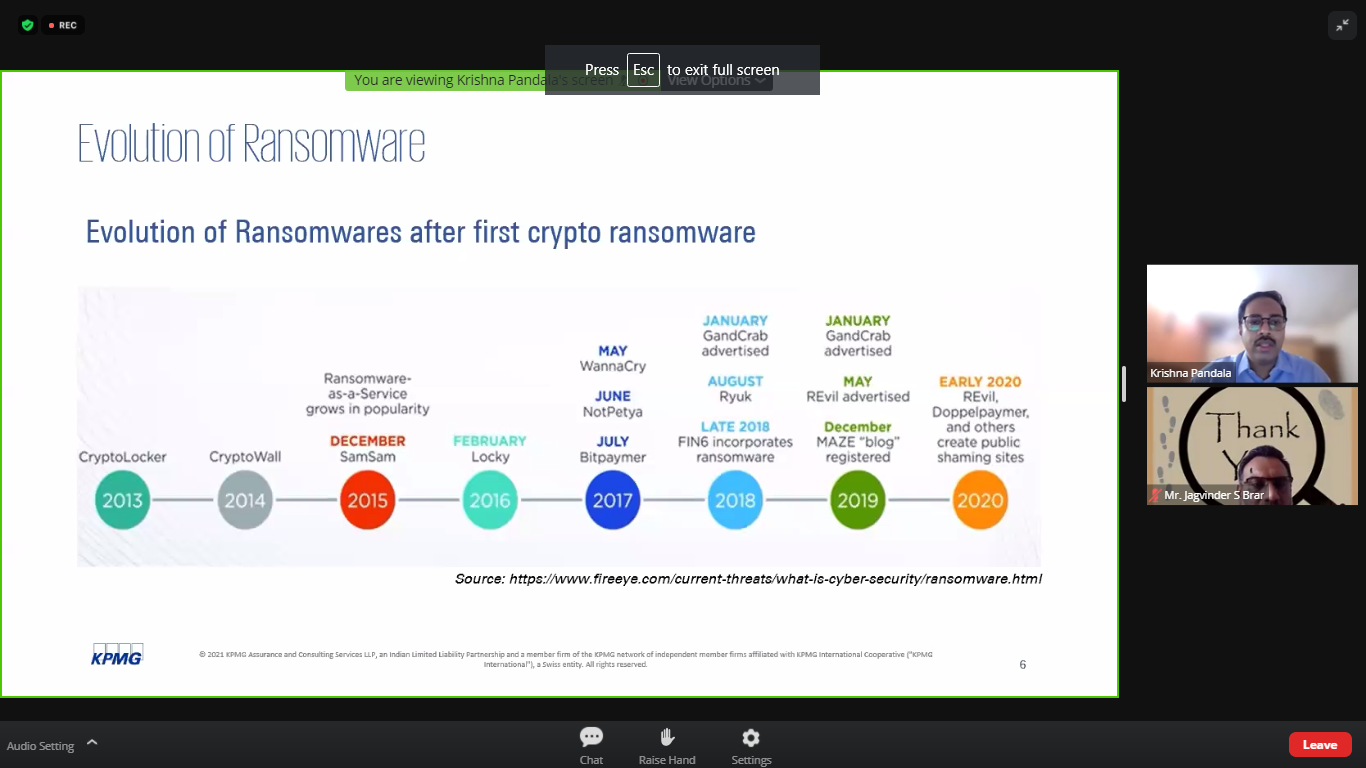 REC
Press Esc to exit full screen
You are viewing Krishna Pandala's screen
View Options
Evolution of Ransomware
Evolution of Ransomwares after first crypto ransomware
CryptoLocker
2013
CryptoWall
2014
Ransomware-
as-a-Service
grows in popularity
DECEMBER
SamSam
2015
FEBRUARY
Locky
2016
MAY
WannaCry
JUNE
NotPetya
JULY
Bitpaymer
2017
JANUARY
GandCrab
advertised
AUGUST
Ryuk
LATE 2018
FIN6 incorporates
ransomware
2018
JANUARY
GandCrab
advertised
MAY
REvil advertised
December
MAZE "blog"
registered
2019
EARLY 2020
REvil,
Doppelpaymer,
and others
create public
shaming sites
2020
Source: https://www.fireeye.com/current-threats/what-is-cyber-security/ransomware.html
KPMG
© 2021 KPMG Assurance and Consulting Services LLP, an Indian Limited Liability Partnership and a member firm of the KPMG network of independent member firms affiliated with KPMG International Cooperative ("KPMG
International"), a Swiss entity. All rights reserved.
6
Krishna Pandala
Thank
Mr. Jagvinder S Brar
Audio Setting
Chat
Raise Hand
Settings
Leave